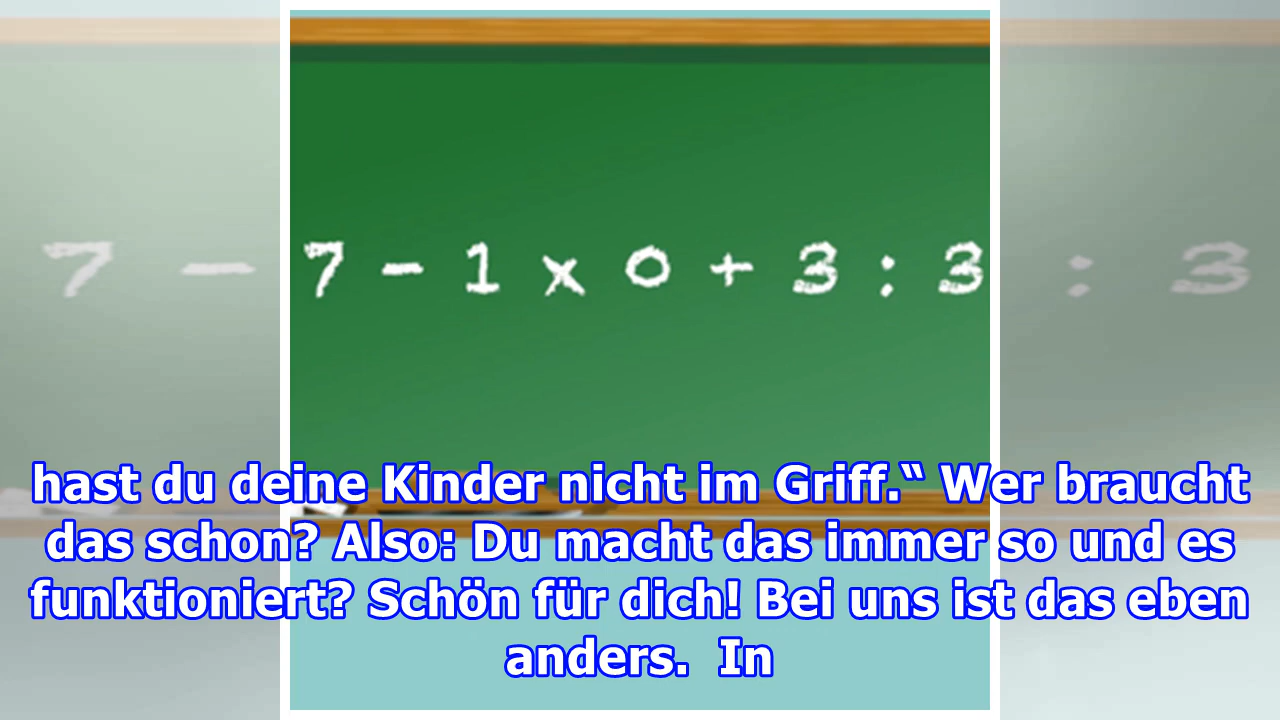 7 - 1 x 0 + 3 : 3
hast du deine Kinder nicht im Griff.“ Wer braucht
das schon? Also: Du macht das immer so und es
funktioniert? Schön für dich! Bei uns ist das eben
anders.  In